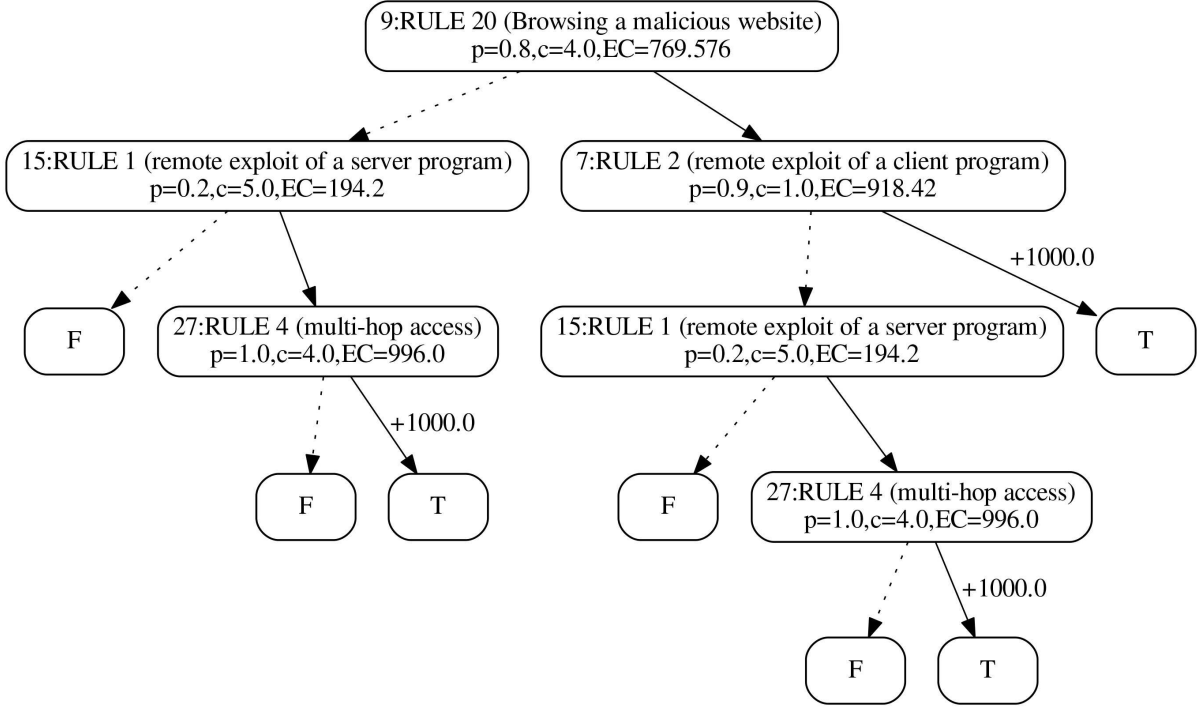 9:RULE 20 (Browsing a malicious website)
p=0.8,c=4.0,EC=769.576
15:RULE 1 (remote exploit of a server program)
p=0.2,c=5.0,EC=194.2
7:RULE 2 (remote exploit of a client program)
p=0.9,c=1.0,EC=918.42
+1000.0
F
27:RULE 4 (multi-hop access)
p=1.0,c=4.0,EC=996.0
15:RULE 1 (remote exploit of a server program)
p=0.2,c=5.0,EC=194.2
T
+1000.0
F
T
F
27:RULE 4 (multi-hop access)
p=1.0,c=4.0,EC=996.0
+1000.0
F
T